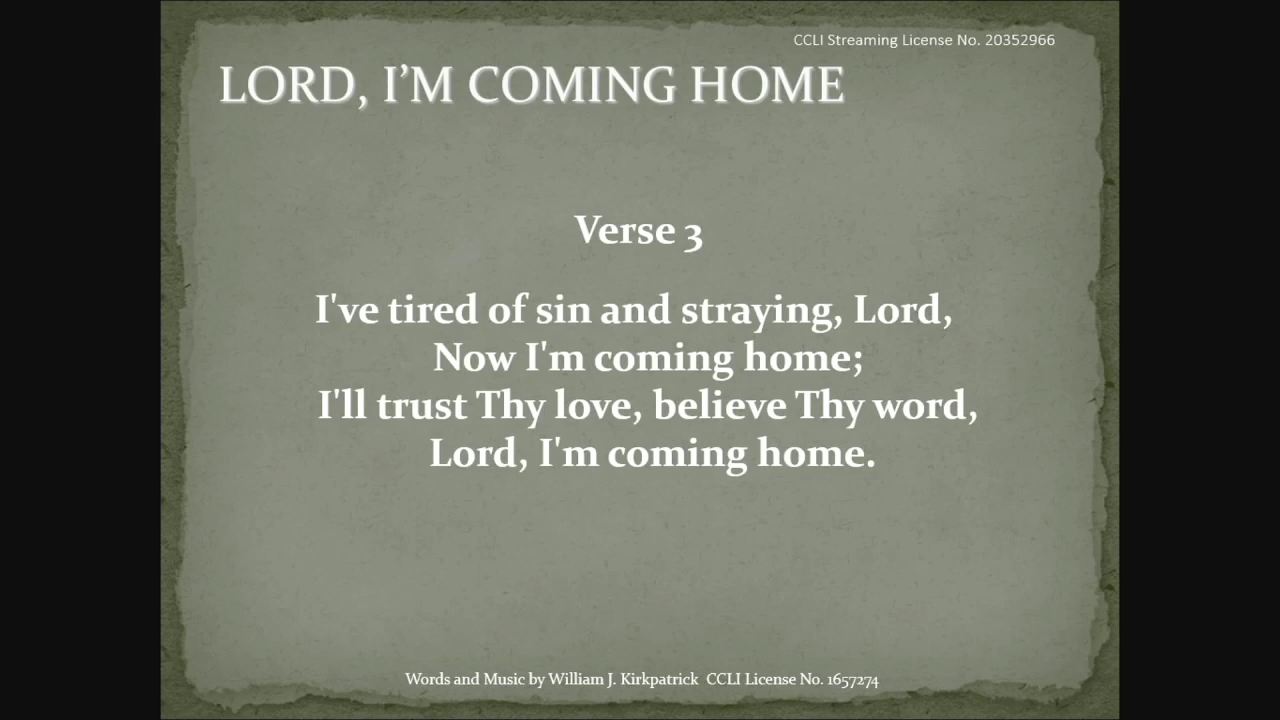 CCLI Streaming License No. 20352966
LORD, I’M COMING HOME
Verse 3
I've tired of sin and straying, Lord,
Now I'm coming home;
I'll trust Thy love, believe Thy word,
Lord, I'm coming home.
Words and Music by William J. Kirkpatrick  CCLI License No. 1657274